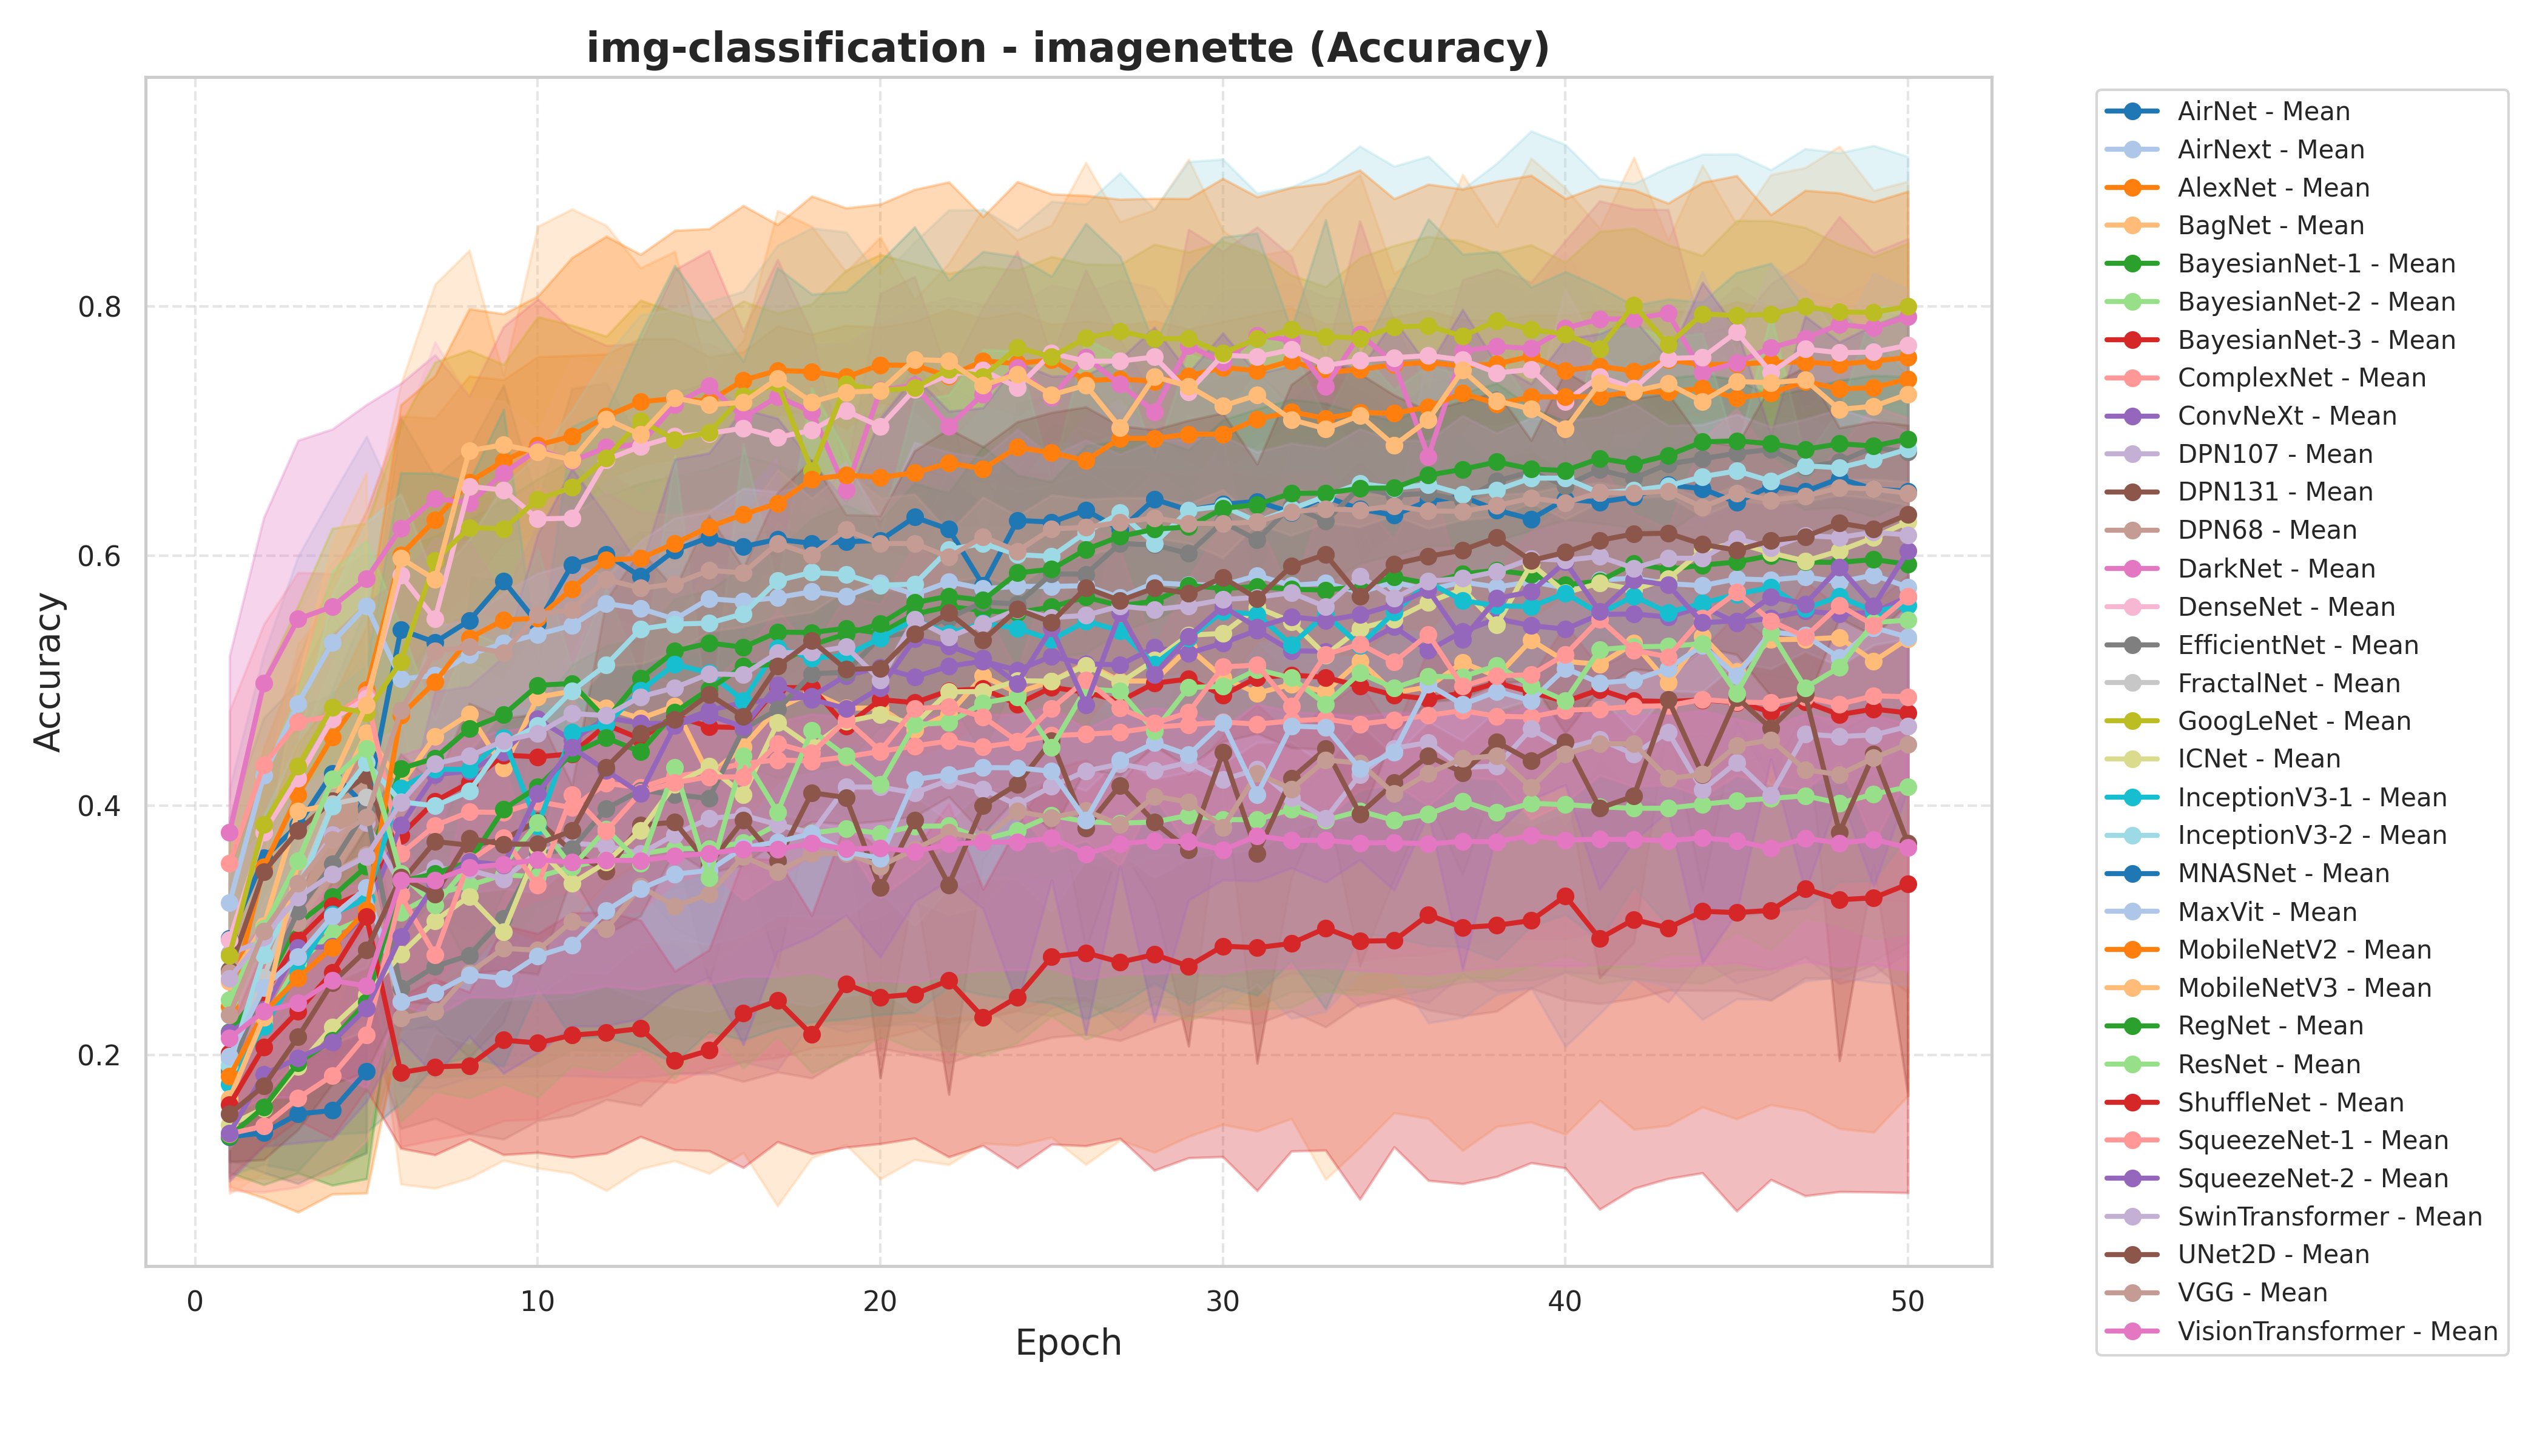 img-classification - imagenette (Accuracy)
Accuracy
0.8
0.6
0.4
0.2
0
10
20
30
40
50
Epoch
AirNet - Mean
AirNext - Mean
AlexNet - Mean
BagNet - Mean
BayesianNet-1 - Mean
BayesianNet-2 - Mean
BayesianNet-3 - Mean
ComplexNet - Mean
ConvNeXt - Mean
DPN107 - Mean
DPN131 - Mean
DPN68 - Mean
DarkNet - Mean
DenseNet - Mean
EfficientNet - Mean
FractalNet - Mean
GoogLeNet - Mean
ICNet - Mean
InceptionV3-1 - Mean
InceptionV3-2 - Mean
MNASNet - Mean
MaxVit - Mean
MobileNetV2 - Mean
MobileNetV3 - Mean
RegNet - Mean
ResNet - Mean
ShuffleNet - Mean
SqueezeNet-1 - Mean
SqueezeNet-2 - Mean
SwinTransformer - Mean
UNet2D - Mean
VGG - Mean
VisionTransformer - Mean